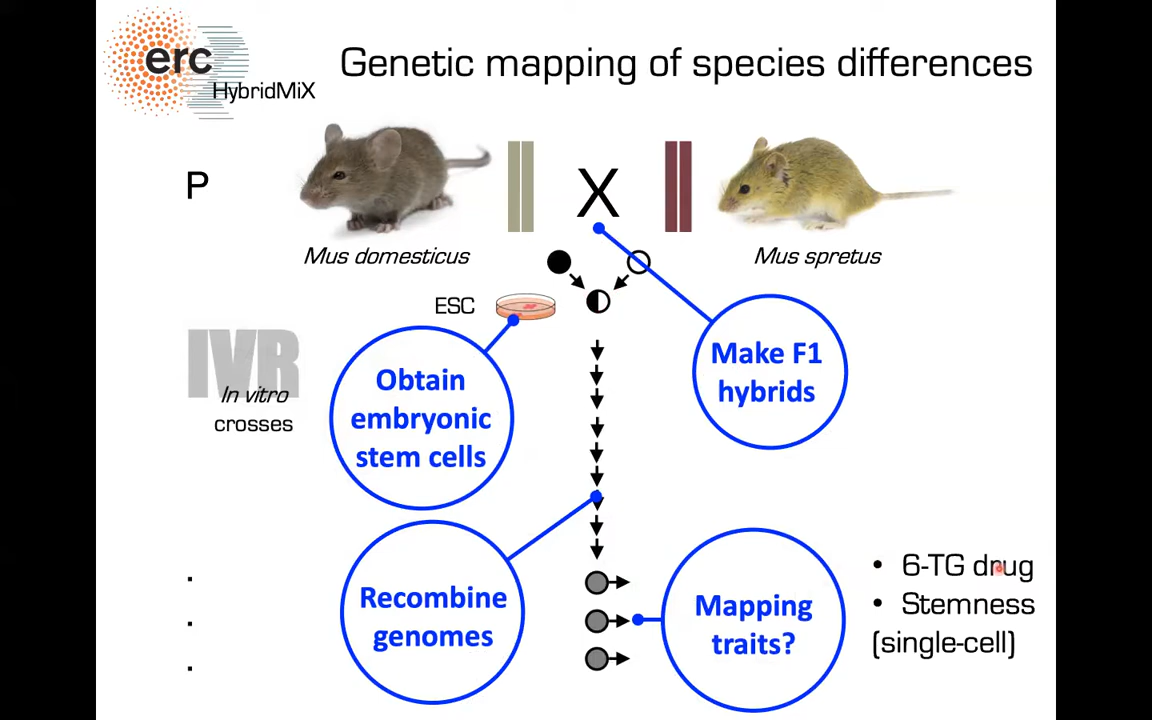 erc
HybridMiX
Genetic mapping of species differences
P
X
Mus domesticus
Mus spretus
ESC
IVR
In vitro
crosses
Obtain
embryonic
stem cells
Make F1
hybrids
Recombine
genomes
Mapping
traits?
• 6-TG drug
• Stemness
(single-cell)